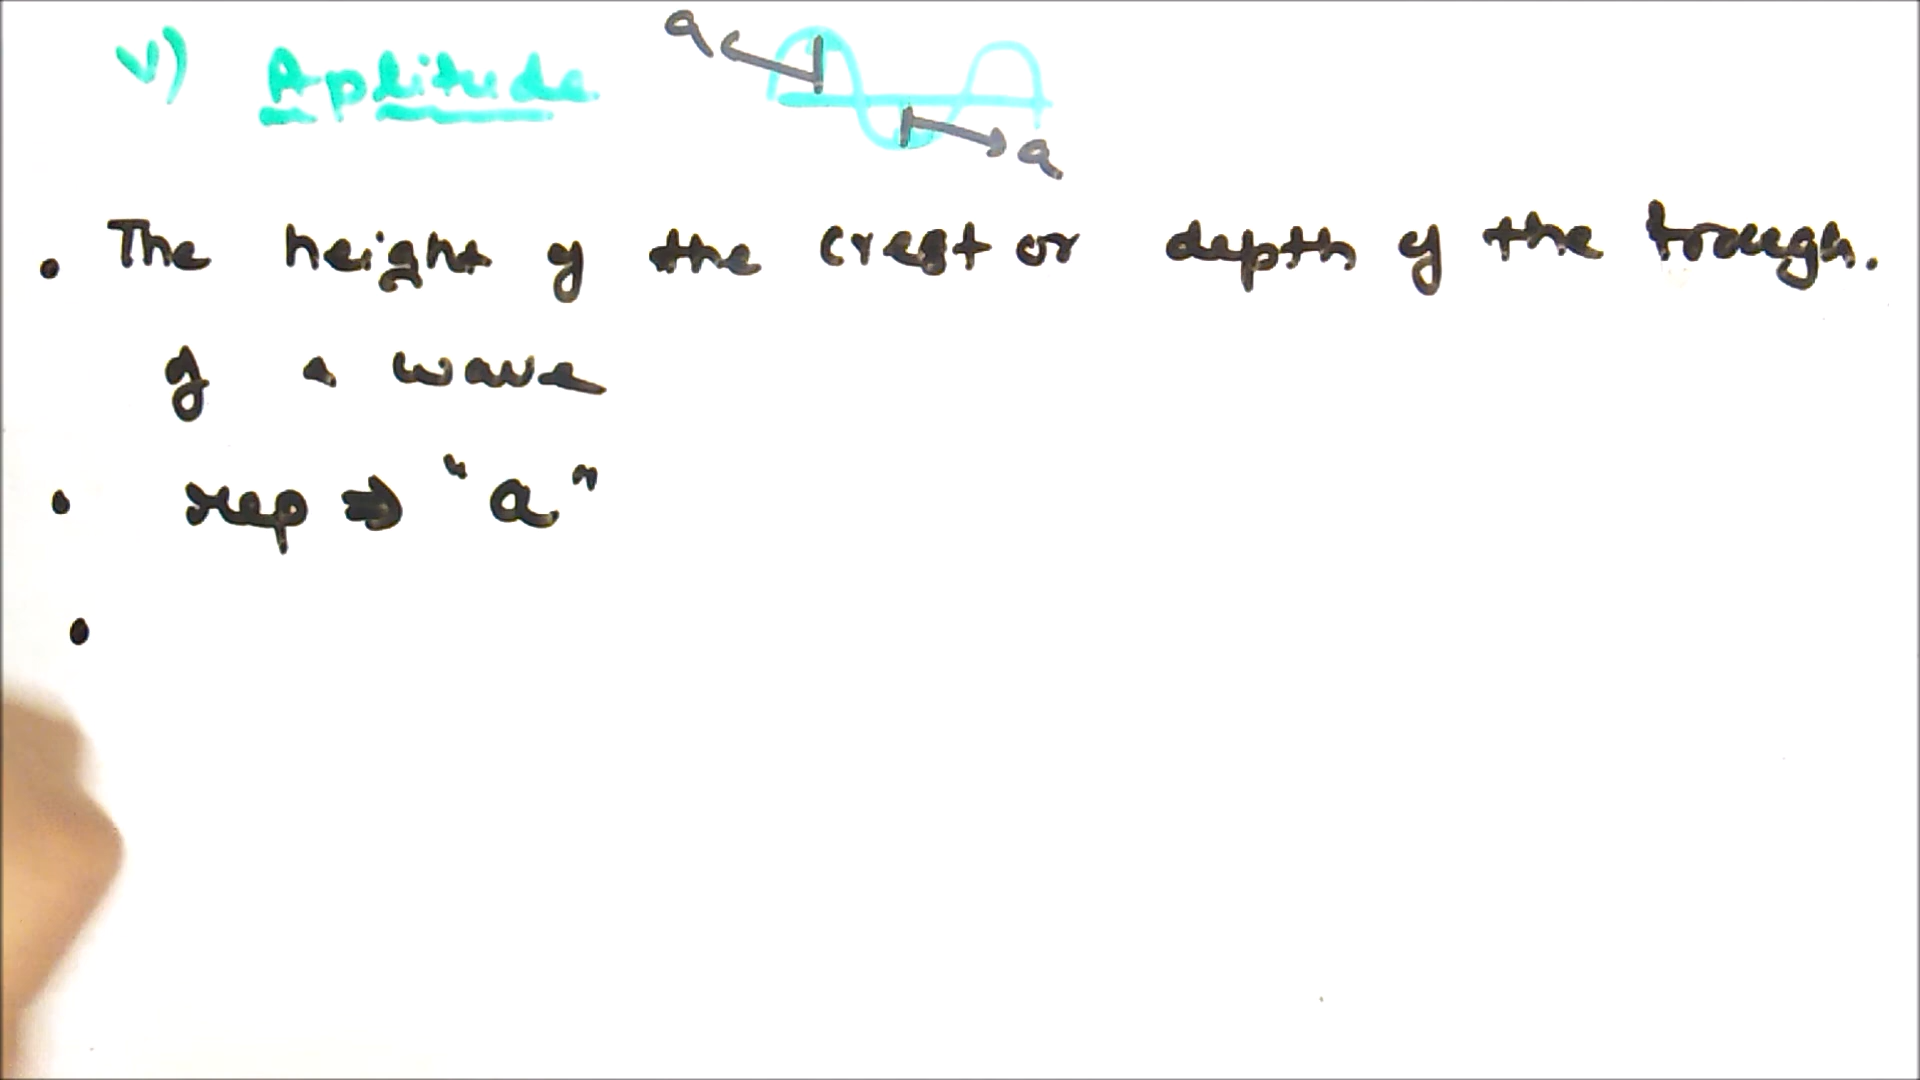 v) Aplitude
a
a
• The height of the crest or depth of the trough.
of a wave
• rep ⇒ "a"
•